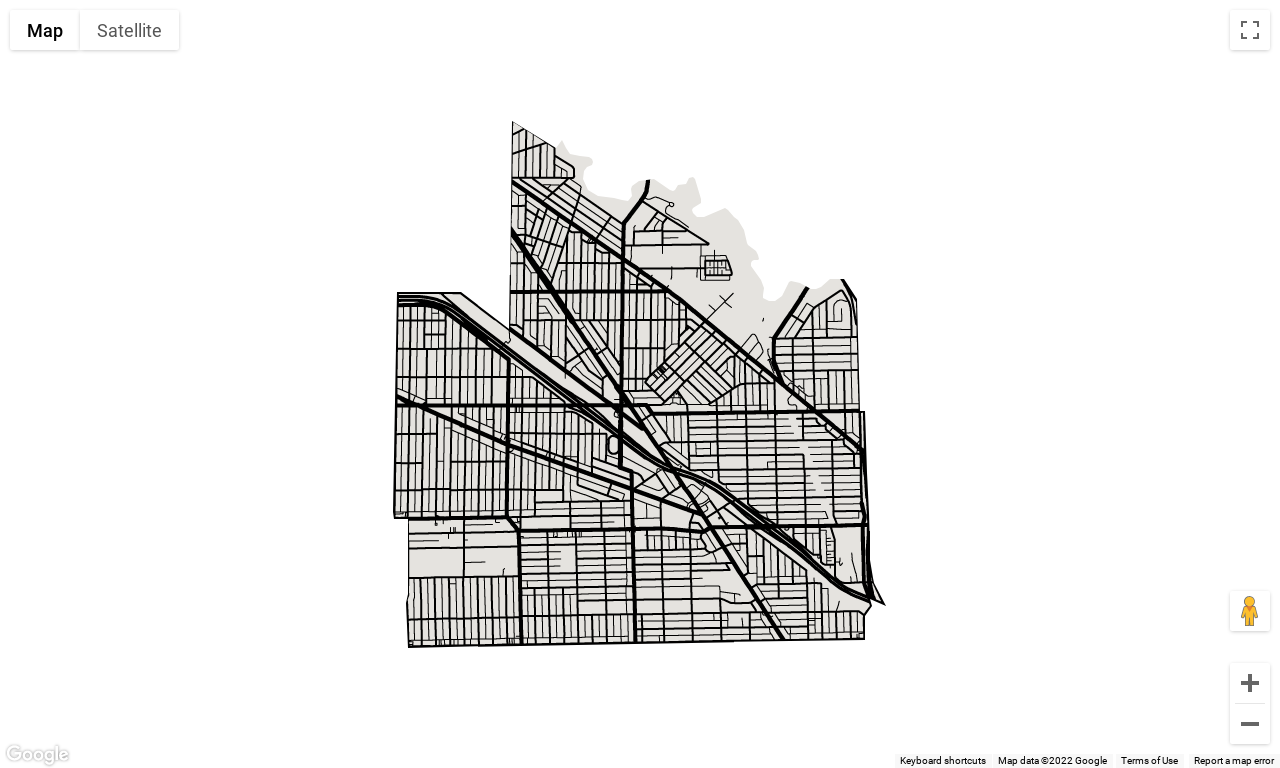 Map Satellite
Google
Keyboard shortcuts Map data ©2022 Google Terms of Use Report a map error